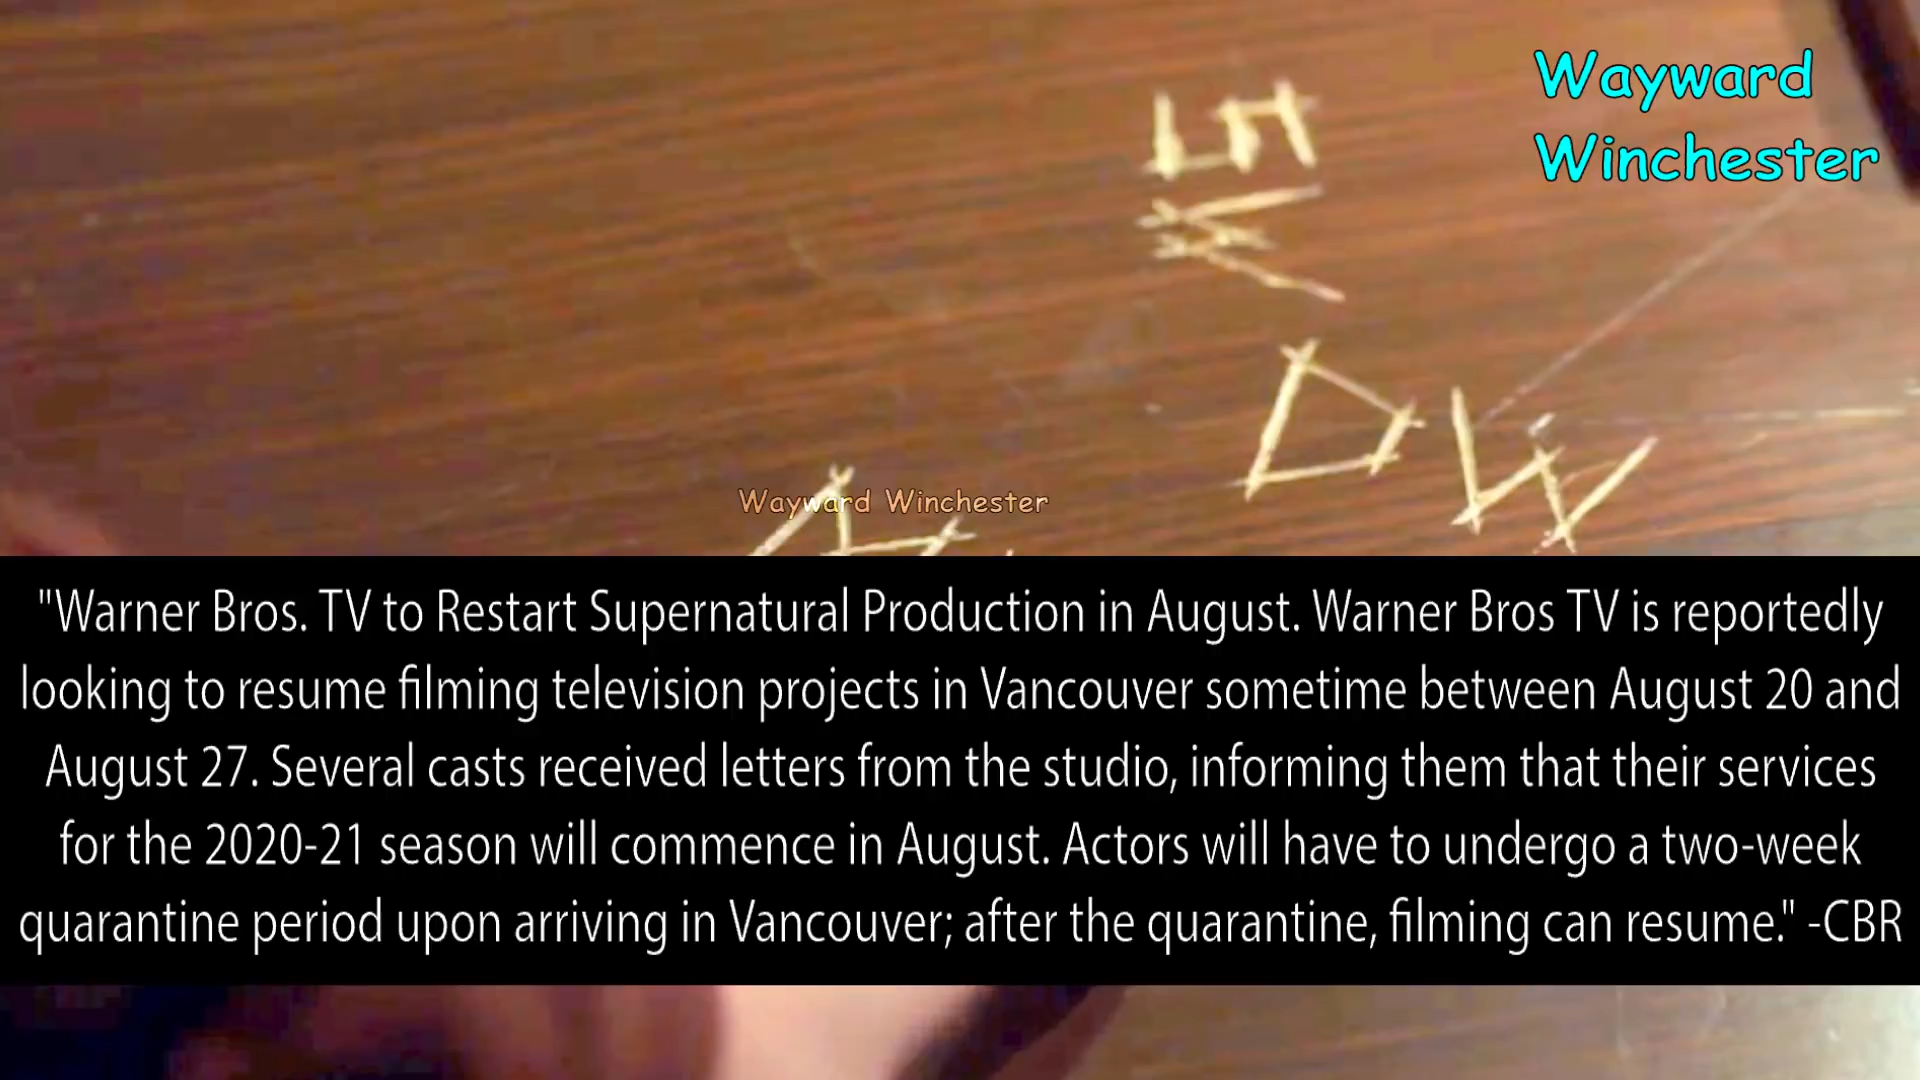 Wayward
Winchester
SW
DW
Wayward Winchester
"Warner Bros. TV to Restart Supernatural Production in August. Warner Bros TV is reportedly
looking to resume filming television projects in Vancouver sometime between August 20 and
August 27. Several casts received letters from the studio, informing them that their services
for the 2020-21 season will commence in August. Actors will have to undergo a two-week
quarantine period upon arriving in Vancouver; after the quarantine, filming can resume." -CBR